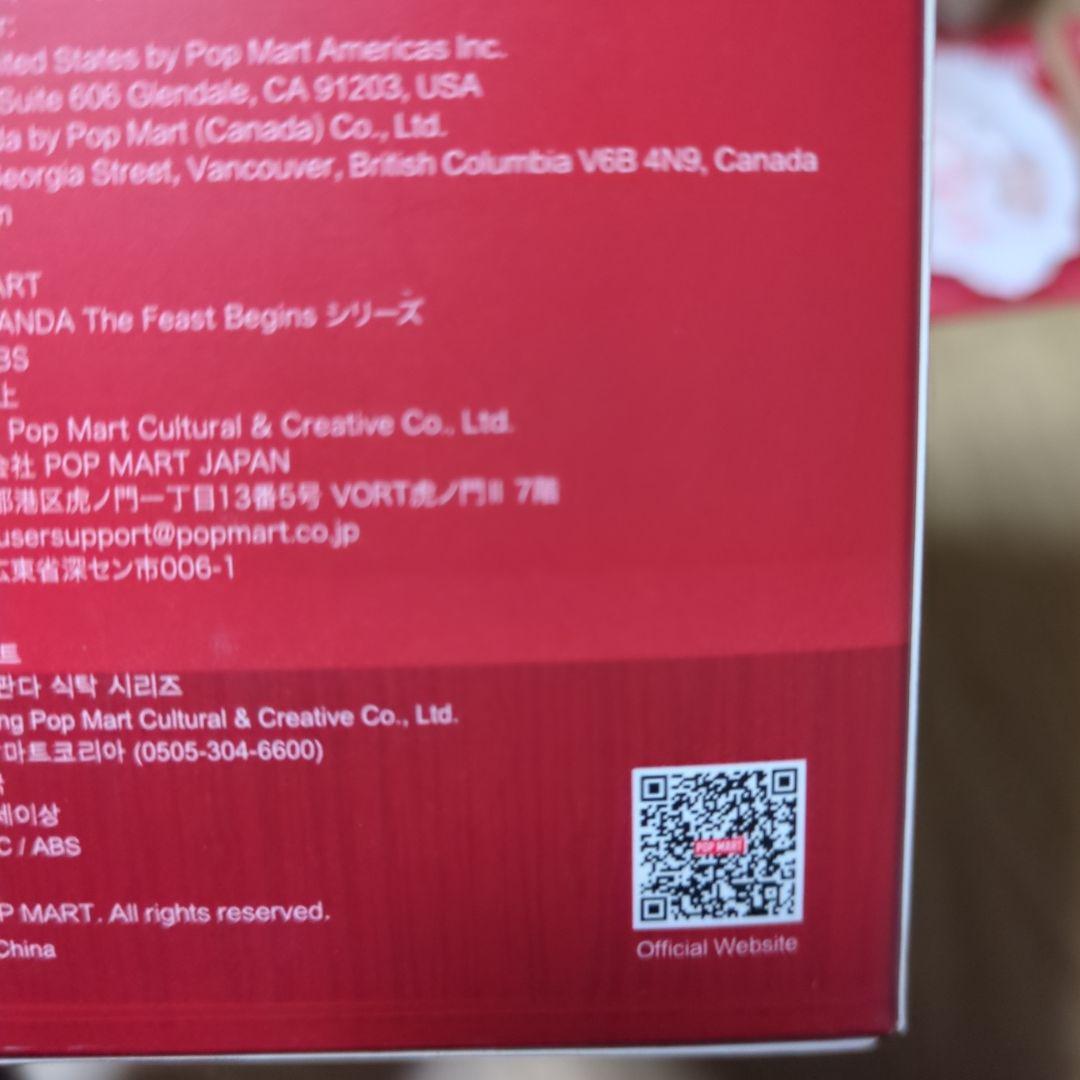 r:
ited States by Pop Mart Americas Inc.
Suite 606 Glendale, CA 91203, USA
da by Pop Mart (Canada) Co., Ltd.
Georgia Street, Vancouver, British Columbia V6B 4N9, Canada
m
ART
ANDA The Feast Begins シリーズ
BS
上
Pop Mart Cultural & Creative Co., Ltd.
会社 POP MART JAPAN
都港区虎ノ門一丁目13番5号 VORT虎ノ門II 7階
usersupport@popmart.co.jp
広東省深セン市006-1
트
판다 식탁 시리즈
ng Pop Mart Cultural & Creative Co., Ltd.
마트코리아 (0505-304-6600)
국
세이상
C / ABS
P MART. All rights reserved.
China
POP MART
Official Website